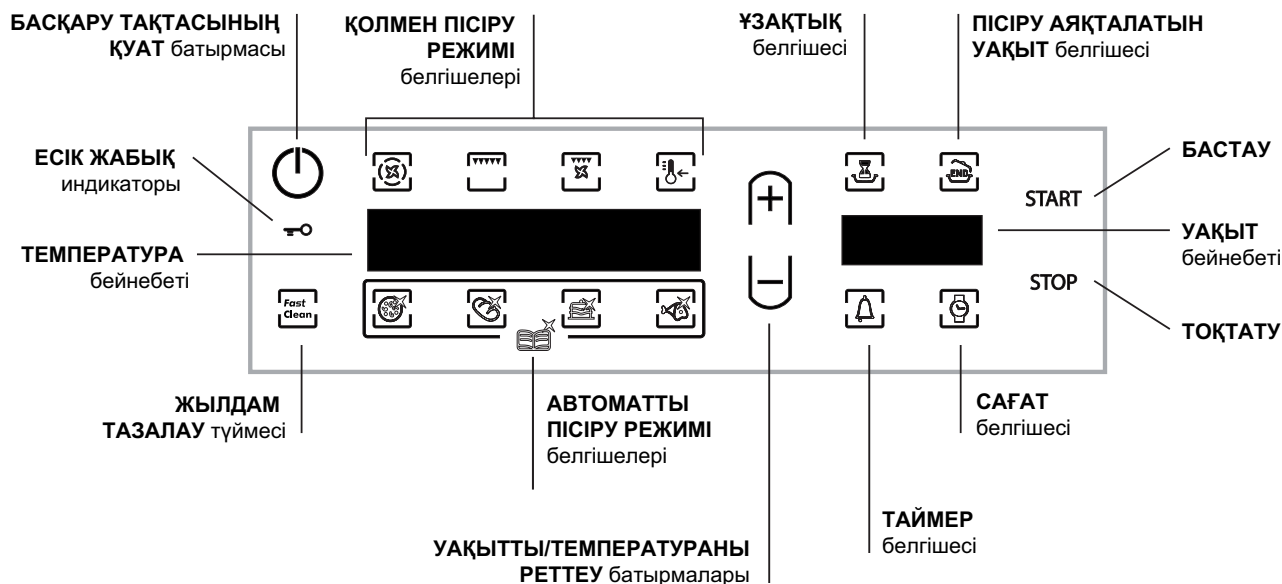 БАСҚАРУ ТАҚТАСЫНЫҢ
ҚУАТ батырмасы
ҚОЛМЕН ПІСІРУ
РЕЖИМІ
белгішелері
ҰЗАҚТЫҚ
белгішесі
ПІСІРУ АЯҚТАЛАТЫН
УАҚЫТ белгішесі
ЕСІК ЖАБЫҚ
индикаторы
БАСТАУ
END
START
ТЕМПЕРАТУРА
бейнебеті
УАҚЫТ
бейнебеті
Fast
Clean
STOP
ТОҚТАТУ
ЖЫЛДАМ
ТАЗАЛАУ түймесі
АВТОМАТТЫ
ПІСІРУ РЕЖИМІ
белгішелері
САҒАТ
белгішесі
ТАЙМЕР
белгішесі
УАҚЫТТЫ/ТЕМПЕРАТУРАНЫ
РЕТТЕУ батырмалары